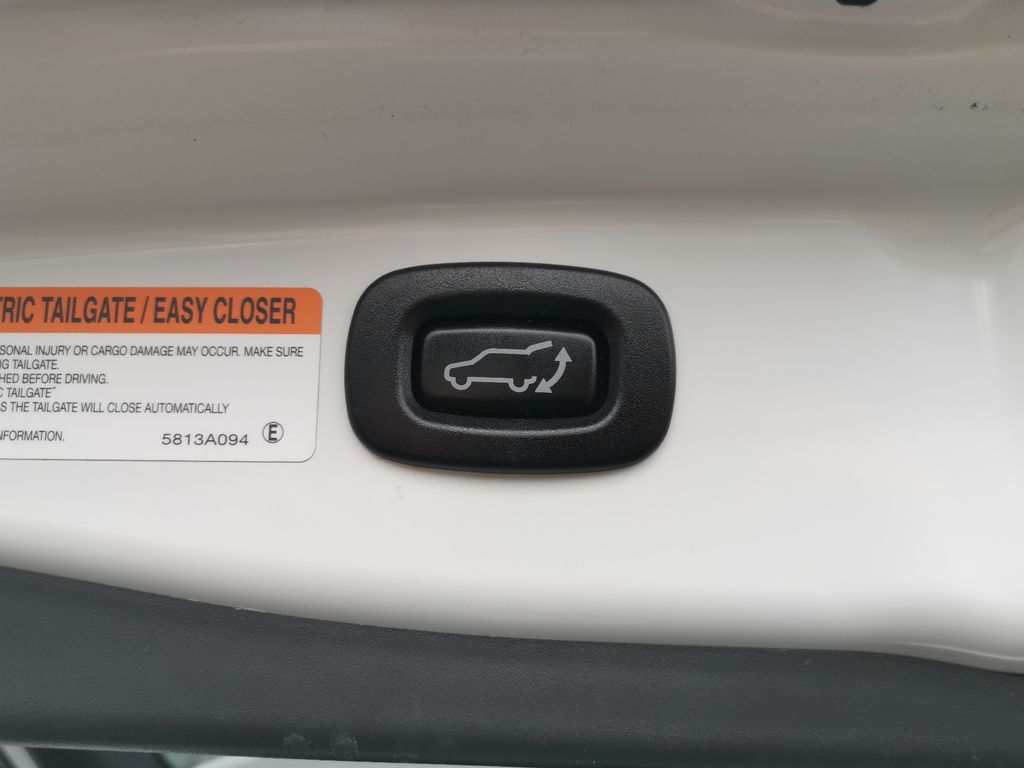 TRIC TAILGATE / EASY CLOSER
SONAL INJURY OR CARGO DAMAGE MAY OCCUR. MAKE SURE
G TAILGATE.
HED BEFORE DRIVING.
C TAILGATE"
S THE TAILGATE WILL CLOSE AUTOMATICALLY
NFORMATION.
5813A094 E